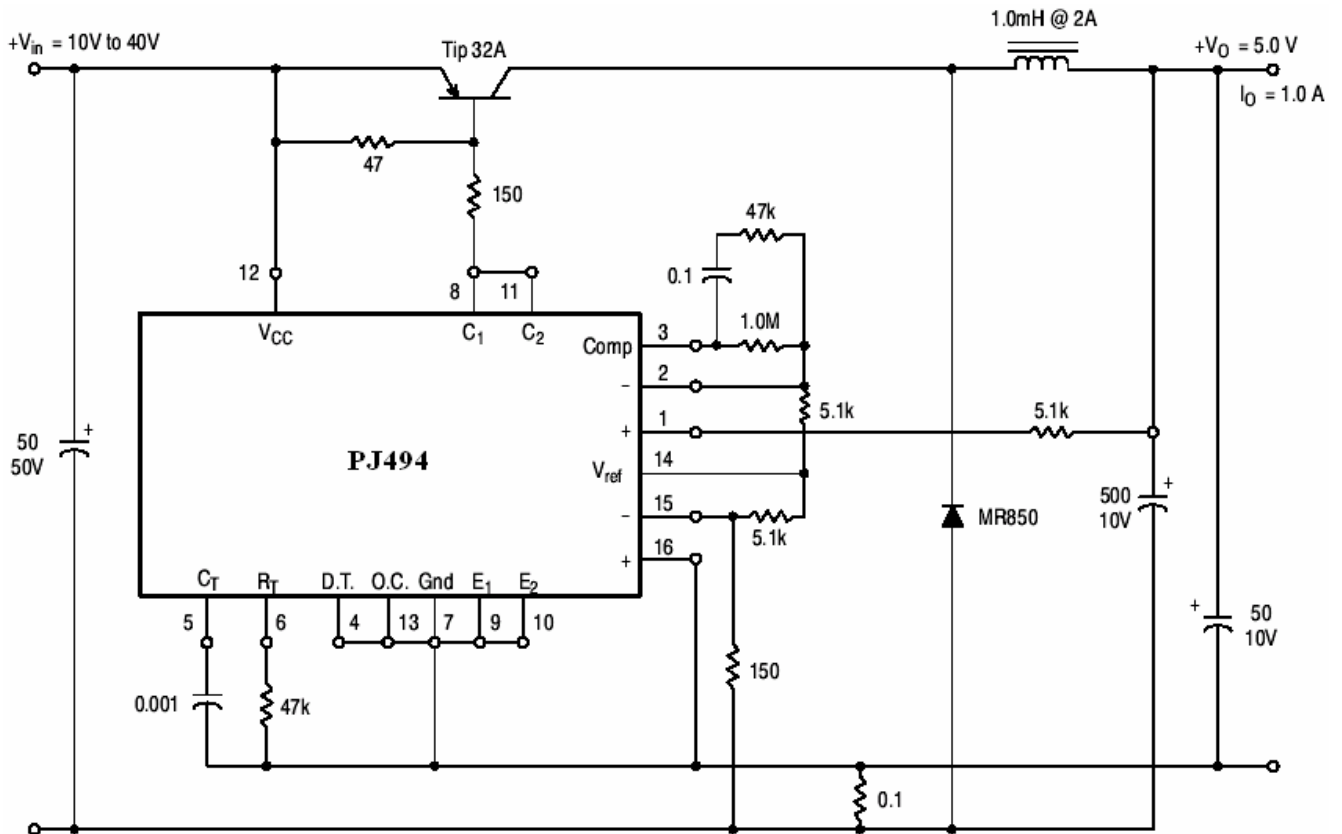 1.0mH @ 2A
+Vin = 10V to 40V
Tip 32A
+VO = 5.0 V
IO = 1.0 A
47
150
47k
12
8
11
0.1
VCC
C1
C2
1.0M
Comp
3
−
2
5.1k
5.1k
+
1
+
50
50V
PJ494
Vref
14
+
500
10V
−
15
MR850
5.1k
+
16
CT
RT
D.T.
O.C.
Gnd
E1
E2
5
6
4
13
7
9
10
+
50
10V
150
0.001
47k
0.1